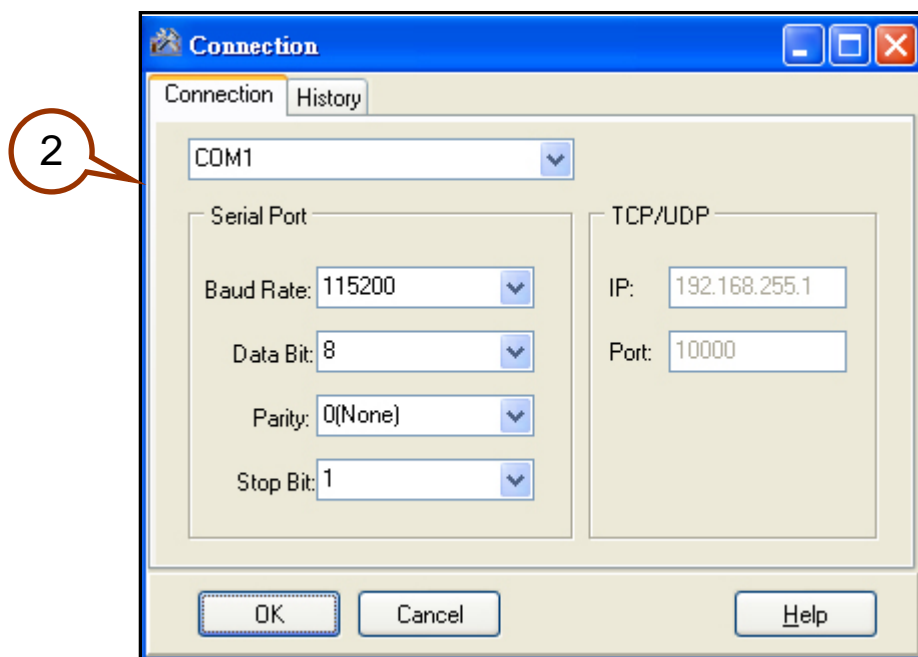 Connection
Connection History
2
COM1
Serial Port
TCP/UDP
Baud Rate: 115200
IP: 192.168.255.1
Data Bit: 8
Port: 10000
Parity: 0(None)
Stop Bit: 1
OK Cancel Help